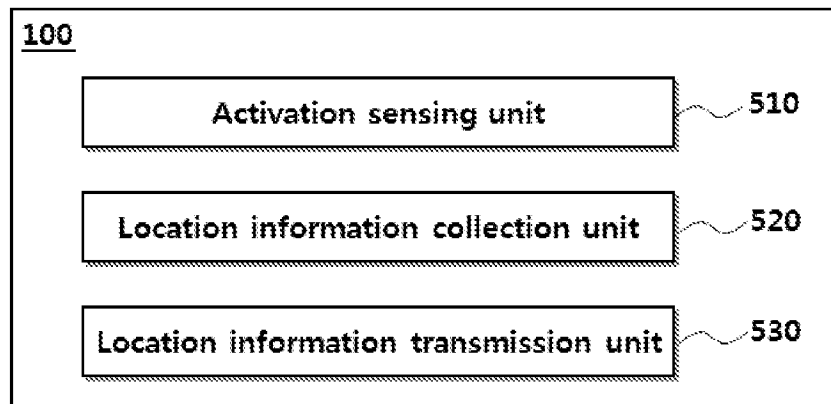 100
Activation sensing unit
510
Location information collection unit
520
Location information transmission unit
530